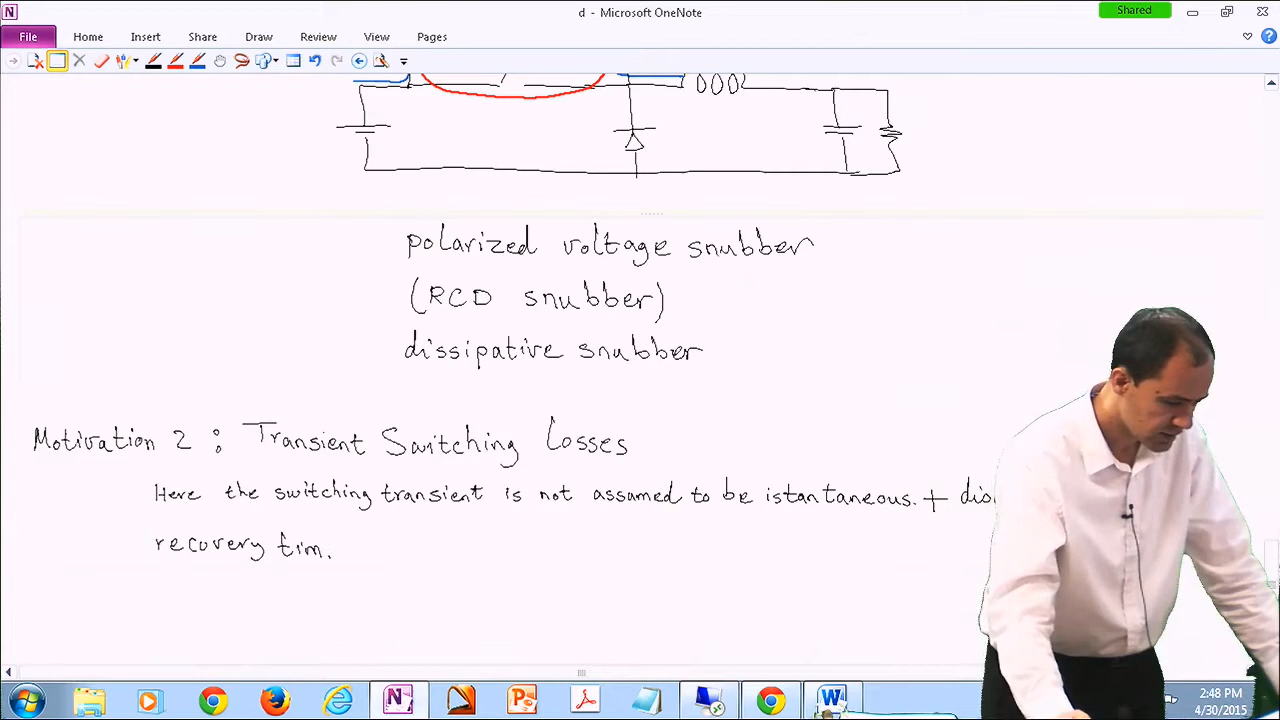 d - Microsoft OneNote
Shared
File Home Insert Share Draw Review View Pages
polarized voltage snubber
(RCD snubber)
dissipative snubber
Motivation 2 : Transient Switching Losses
Here the switching transient is not assumed to be istantaneous. +
recovery tim.
2:48 PM
4/30/2015